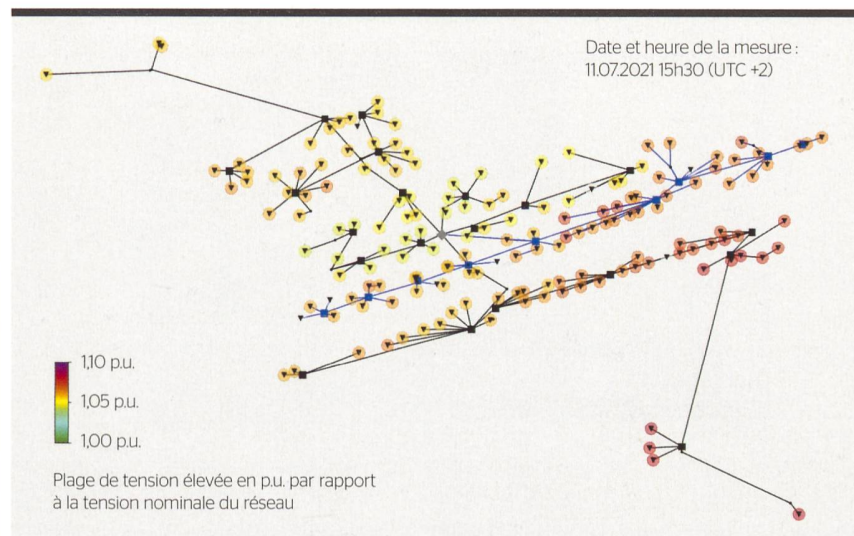 Date et heure de la mesure :
11.07.2021 15h30 (UTC +2)
1,10 p.u.
1,05 p.u.
1,00 p.u.
Plage de tension élevée en p.u. par rapport
à la tension nominale du réseau